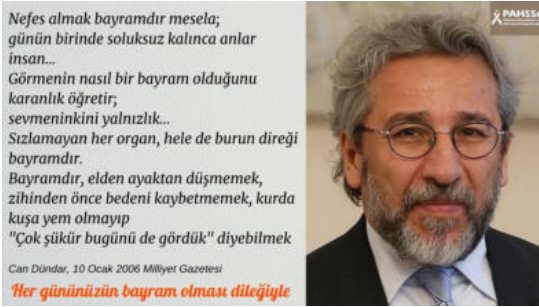 Nefes almak bayramdır mesela;
günün birinde soluksuz kalınca anlar
insan...
Görmenin nasıl bir bayram olduğunu
karanlık öğretir;
sevmeninkini yalnızlık...
Sızlamayan her organ, hele de burun direği
bayramdır.
Bayramdır, elden ayaktan düşmemek,
zihinden önce bedeni kaybetmemek, kurda
kuşa yem olmayıp
"Çok şükür bugünü de gördük" diyebilmek
Can Dündar, 10 Ocak 2006 Milliyet Gazetesi
Her gününüzün bayram olması dileğiyle